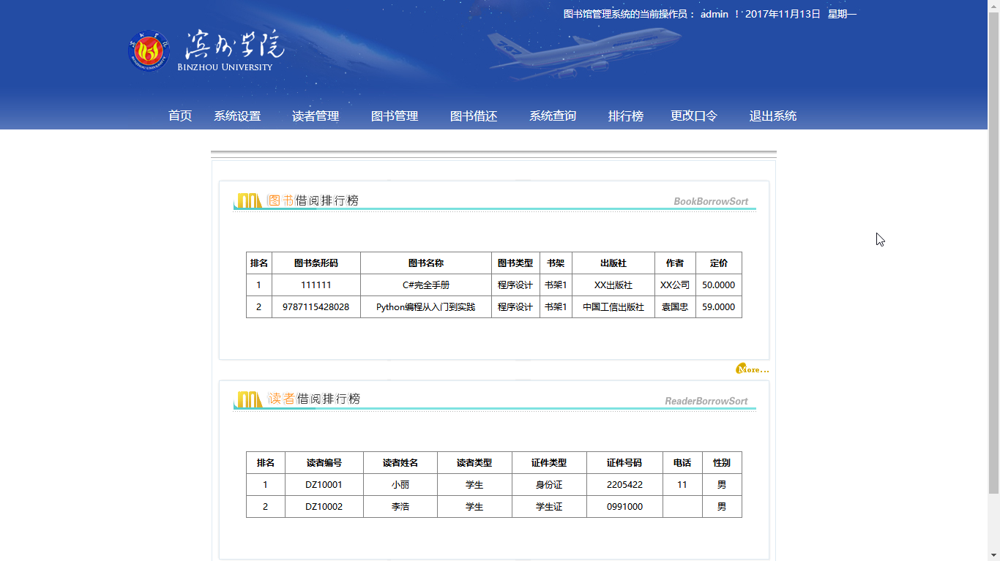 图书馆管理系统的当前操作员： admin ！' 2017年11月13日 星期一
滨州学院
BINZHOU UNIVERSITY
747
首页 系统设置 读者管理 图书管理 图书借还 系统查询 排行榜 更改口令 退出系统
图书借阅排行榜 BookBorrowSort
排名 图书条形码 图书名称 图书类型 书架 出版社 作者 定价
1 111111 C#完全手册 程序设计 书架1 XX出版社 XX公司 50.0000
2 9787115428028 Python编程从入门到实践 程序设计 书架1 中国工信出版社 袁国忠 59.0000
More...
读者借阅排行榜 ReaderBorrowSort
排名 读者编号 读者姓名 读者类型 证件类型 证件号码 电话 性别
1 DZ10001 小丽 学生 身份证 2205422 11 男
2 DZ10002 李浩 学生 学生证 0991000 男